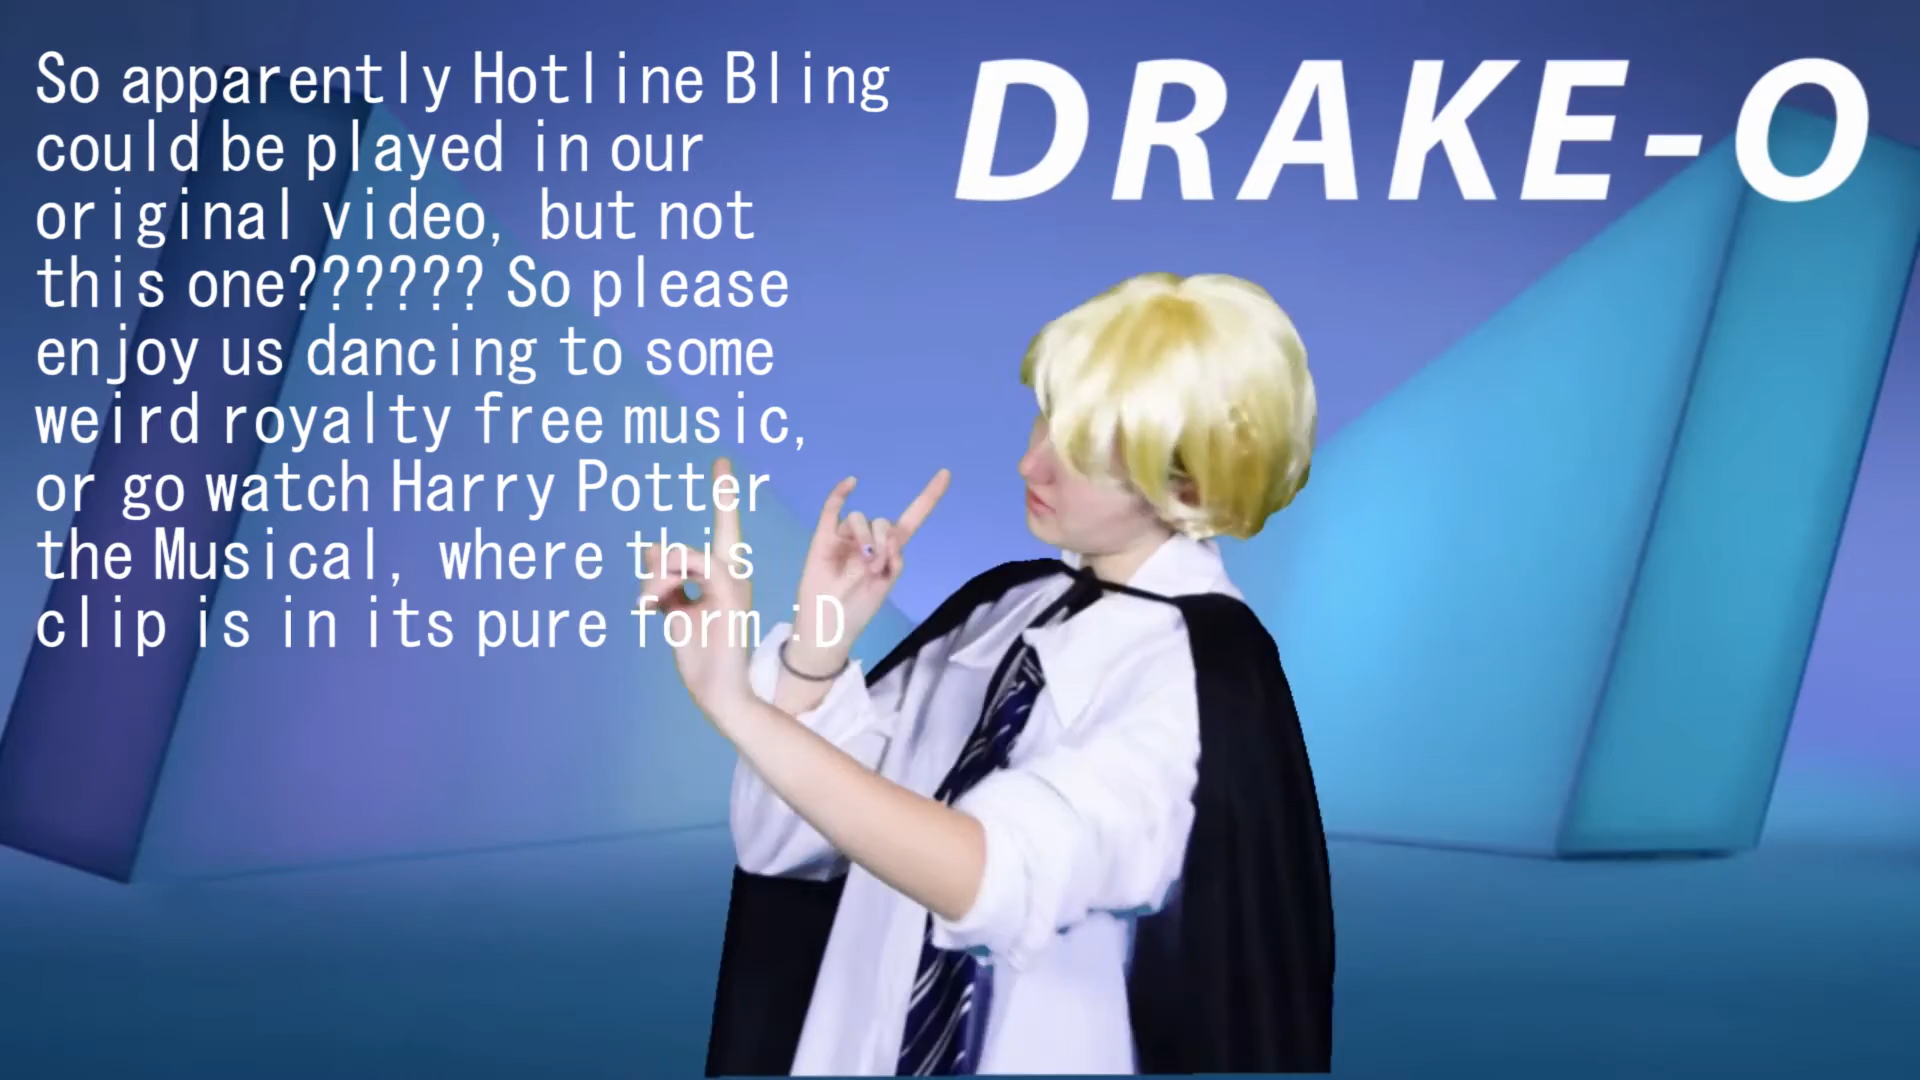 So apparently Hotline Bling
could be played in our
original video, but not
this one?????? So please
enjoy us dancing to some
weird royalty free music,
or go watch Harry Potter
the Musical, where this
clip is in its pure form :D
DRAKE-O